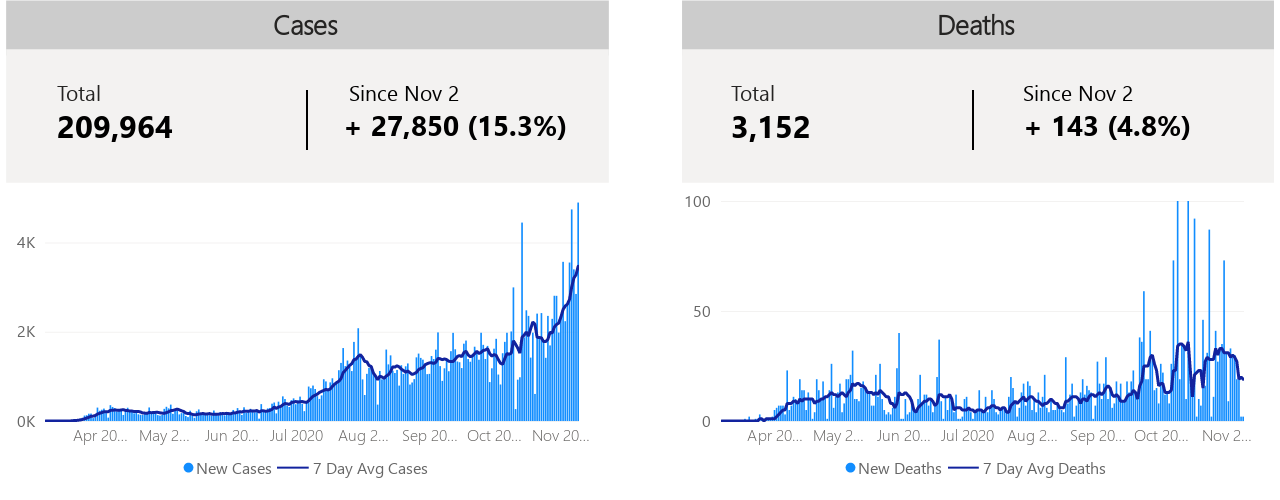 Cases
Total
Since Nov 2
209,964
+ 27,850 (15.3%)
4K
2K
0K
Apr 20... May 2... Jun 20... Jul 2020 Aug 2... Sep 20... Oct 20... Nov 20...
New Cases 7 Day Avg Cases
Deaths
Total
Since Nov 2
3,152
+ 143 (4.8%)
100
50
0
Apr 20... May 2... Jun 20... Jul 2020 Aug 2... Sep 20... Oct 20... Nov 2...
New Deaths 7 Day Avg Deaths